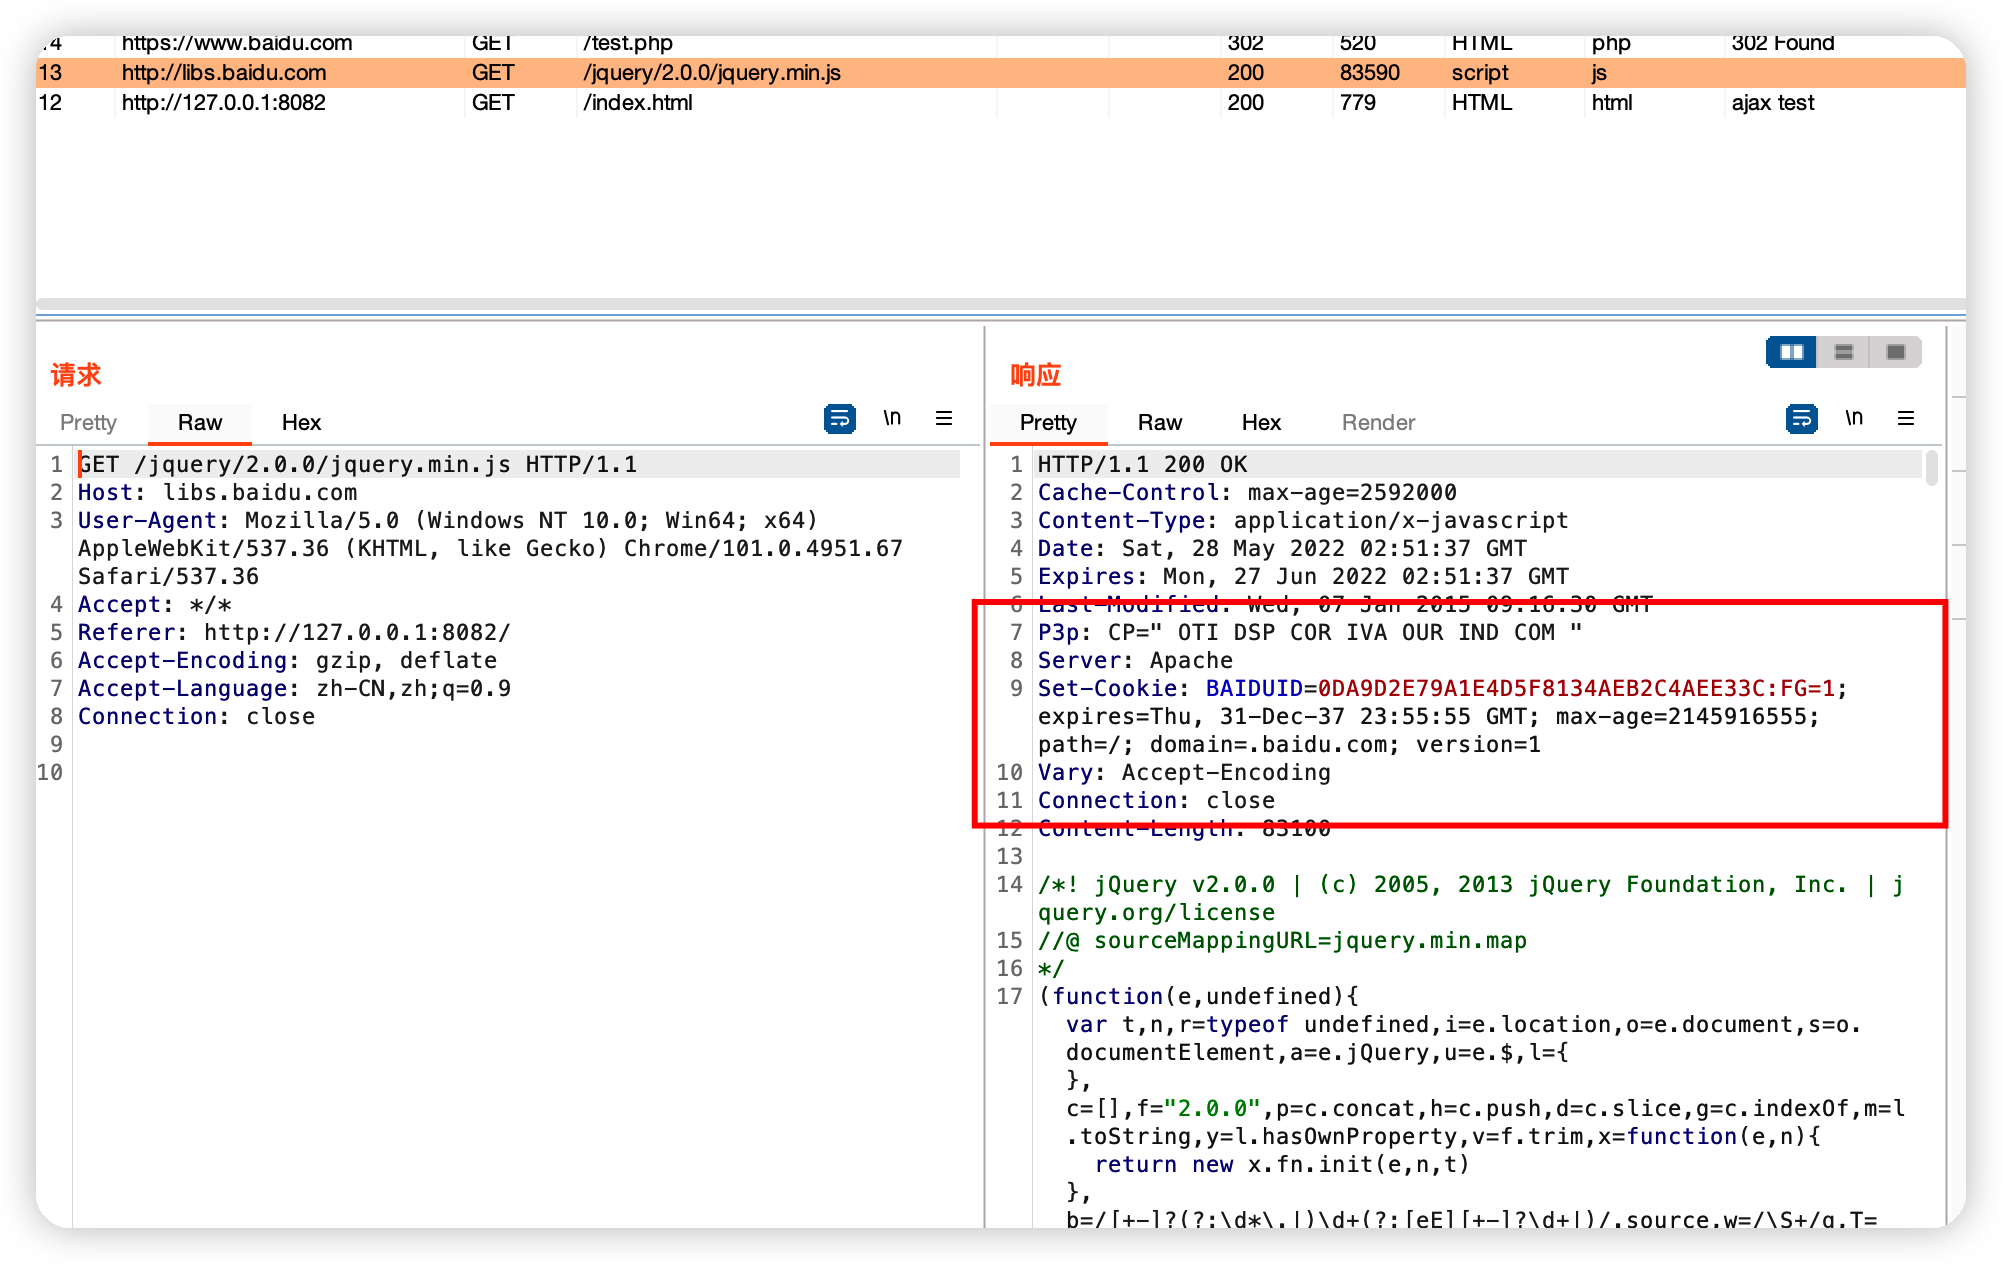 14 https://www.baidu.com GET /test.php 302 520 HTML php 302 Found
13 http://libs.baidu.com GET /jquery/2.0.0/jquery.min.js 200 83590 script js
12 http://127.0.0.1:8082 GET /index.html 200 779 HTML html ajax test
请求
Pretty Raw Hex \n
1 GET /jquery/2.0.0/jquery.min.js HTTP/1.1
2 Host: libs.baidu.com
3 User-Agent: Mozilla/5.0 (Windows NT 10.0; Win64; x64)
AppleWebKit/537.36 (KHTML, like Gecko) Chrome/101.0.4951.67
Safari/537.36
4 Accept: */*
5 Referer: http://127.0.0.1:8082/
6 Accept-Encoding: gzip, deflate
7 Accept-Language: zh-CN,zh;q=0.9
8 Connection: close
9
10
响应
Pretty Raw Hex Render \n
1 HTTP/1.1 200 OK
2 Cache-Control: max-age=2592000
3 Content-Type: application/x-javascript
4 Date: Sat, 28 May 2022 02:51:37 GMT
5 Expires: Mon, 27 Jun 2022 02:51:37 GMT
6 Last-Modified: Wed, 07 Jan 2015 09:16:30 GMT
7 P3p: CP=" OTI DSP COR IVA OUR IND COM "
8 Server: Apache
9 Set-Cookie: BAIDUID=0DA9D2E79A1E4D5F8134AEB2C4AEE33C:FG=1;
expires=Thu, 31-Dec-37 23:55:55 GMT; max-age=2145916555;
path=/; domain=.baidu.com; version=1
10 Vary: Accept-Encoding
11 Connection: close
12 Content-Length: 83100
13
14 /*! jQuery v2.0.0 | (c) 2005, 2013 jQuery Foundation, Inc. | j
query.org/license
15 //@ sourceMappingURL=jquery.min.map
16 */
17 (function(e,undefined){
var t,n,r=typeof undefined,i=e.location,o=e.document,s=o.
documentElement,a=e.jQuery,u=e.$,l={
},
c=[],f="2.0.0",p=c.concat,h=c.push,d=c.slice,g=c.indexOf,m=l
.toString,y=l.hasOwnProperty,v=f.trim,x=function(e,n){
return new x.fn.init(e,n,t)
},
b=/[+-]?(?:\d*\.|)\d+(?:[eE][+-]?\d+|)/.source,w=/\S+/g,T=